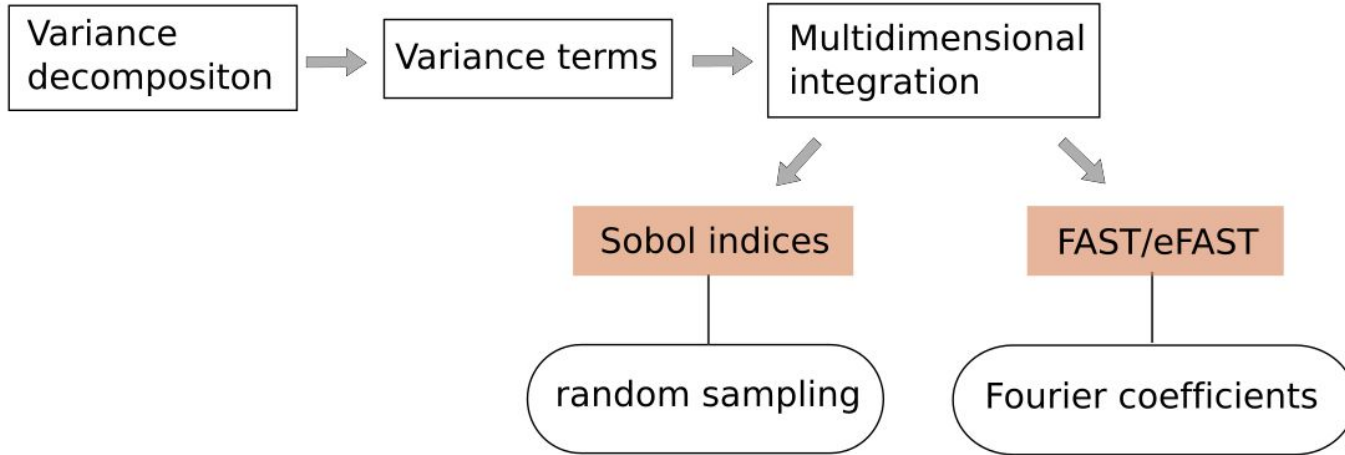 Variance
decompositon
Variance terms
Multidimensional
integration
Sobol indices
FAST/eFAST
random sampling
Fourier coefficients